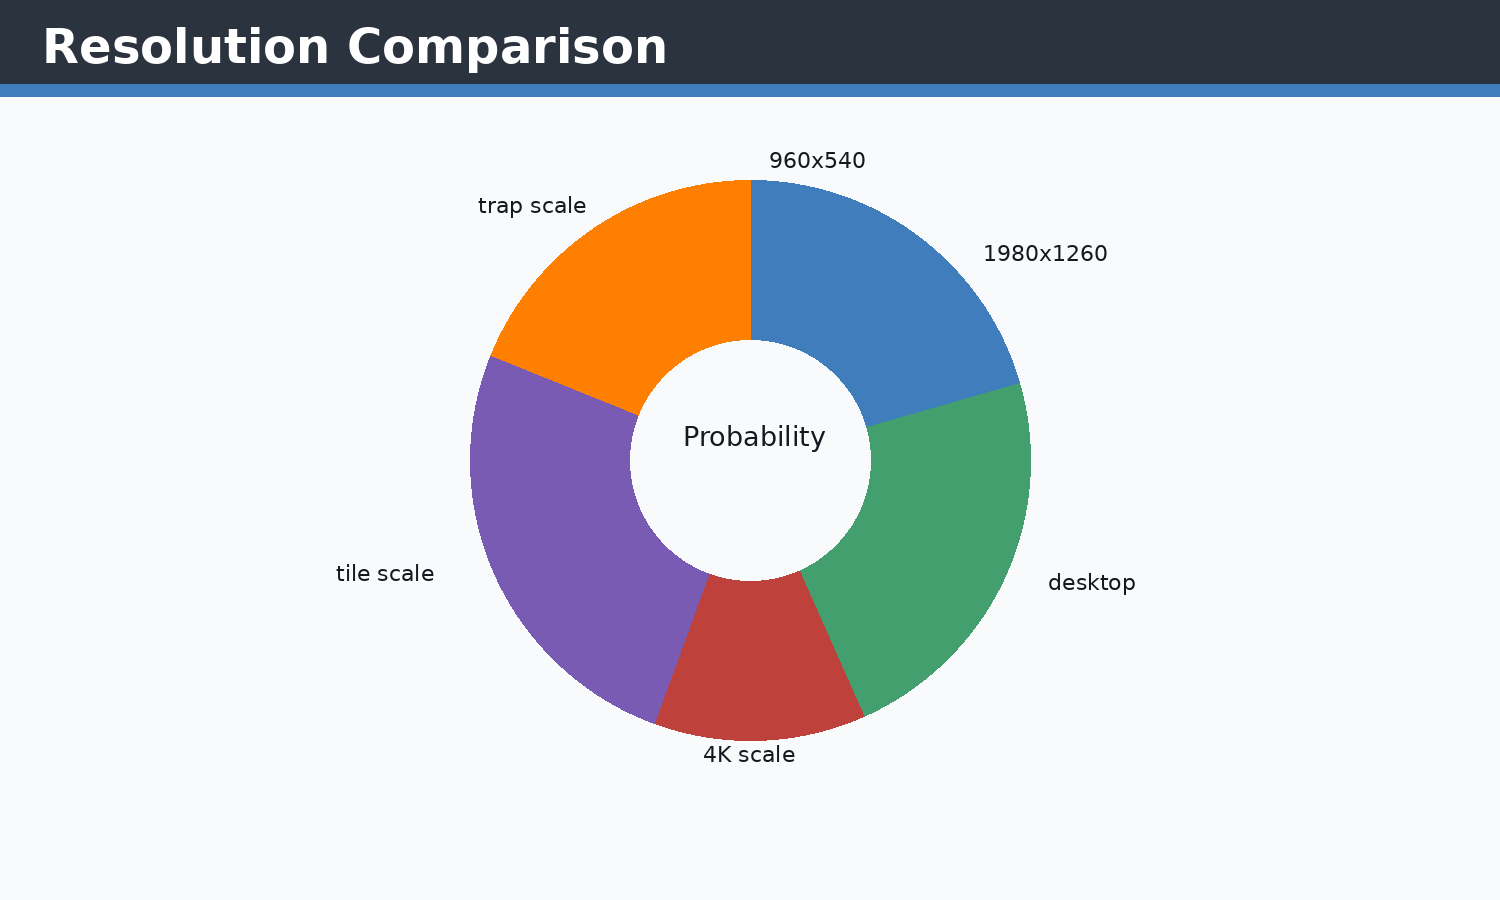 Resolution Comparison
960x540
trap scale
1980x1260
Probability
tile scale
desktop
4K scale